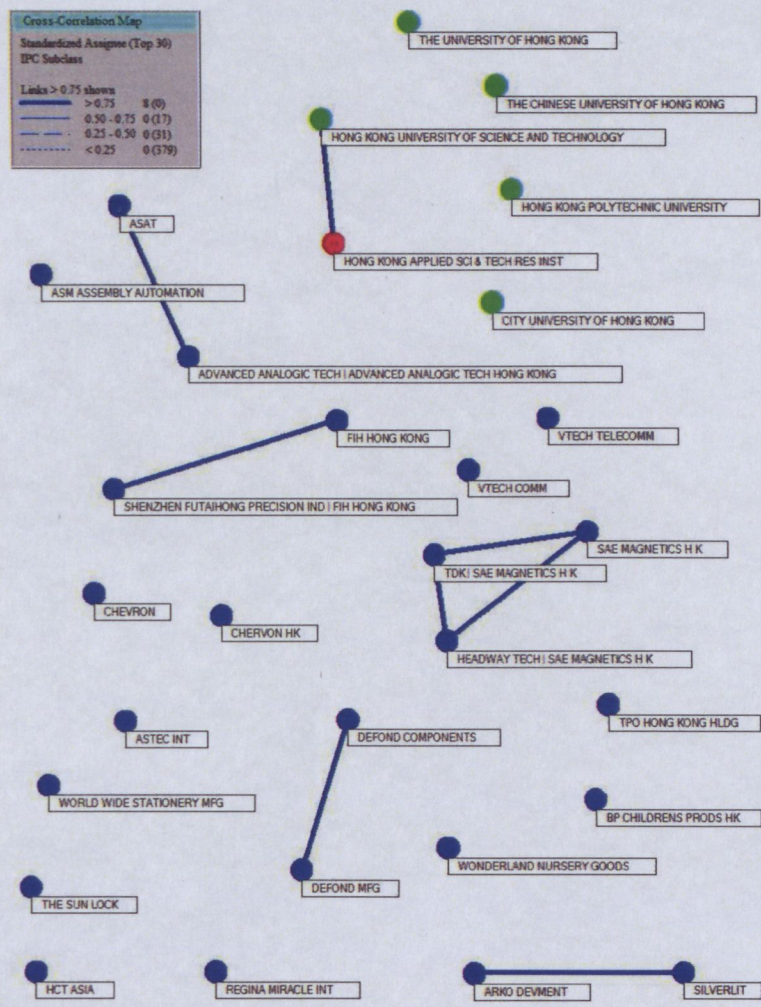 Cross-Correlation Map
Standardized Assignee (Top 30)
IPC Subclass
Links > 0.75 shown
> 0.75 8 (0)
0.50 - 0.75 0 (17)
0.25 - 0.50 0 (31)
< 0.25 0 (379)
THE UNIVERSITY OF HONG KONG
THE CHINESE UNIVERSITY OF HONG KONG
HONG KONG UNIVERSITY OF SCIENCE AND TECHNOLOGY
HONG KONG POLYTECHNIC UNIVERSITY
ASAT
HONG KONG APPLIED SCI & TECH RES INST
ASM ASSEMBLY AUTOMATION
CITY UNIVERSITY OF HONG KONG
ADVANCED ANALOGIC TECH | ADVANCED ANALOGIC TECH HONG KONG
FIH HONG KONG
VTECH TELECOMM
VTECH COMM
SHENZHEN FUTAIHONG PRECISION IND | FIH HONG KONG
SAE MAGNETICS H K
TDK | SAE MAGNETICS H K
CHEVRON
CHERVON HK
HEADWAY TECH | SAE MAGNETICS H K
TPO HONG KONG HLDG
ASTEC INT
DEFOND COMPONENTS
WORLD WIDE STATIONERY MFG
BP CHILDRENS PRODS HK
WONDERLAND NURSERY GOODS
DEFOND MFG
THE SUN LOCK
HCT ASIA
REGINA MIRACLE INT
ARKO DEVMENT
SILVERLIT